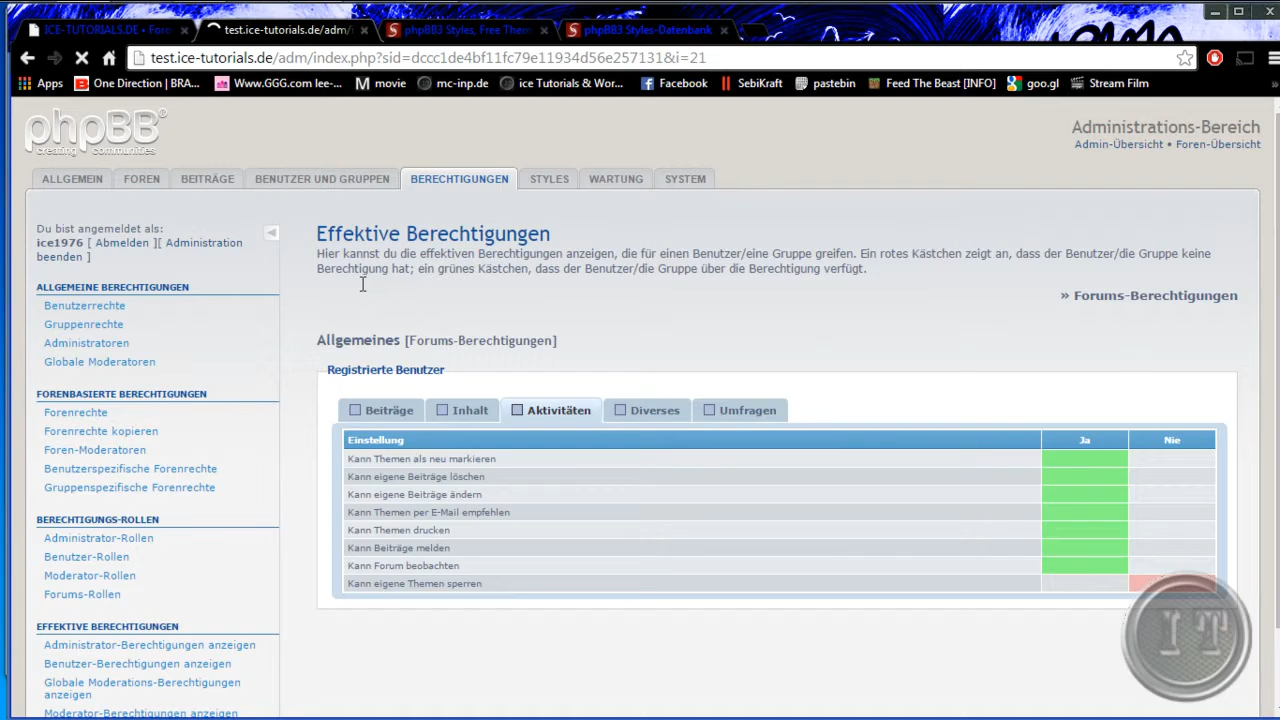 ICE-TUTORIALS.DE • Fore
test.ice-tutorials.de/adm/i
phpBB3 Styles, Free Them
phpBB3 Styles-Datenbank
test.ice-tutorials.de/adm/index.php?sid=dccc1de4bf11fc79e11934d56e257131&i=21
Apps
One Direction | BRA...
Www.GGG.com lee-...
movie
mc-inp.de
ice Tutorials & Wor...
Facebook
SebiKraft
pastebin
Feed The Beast [INFO]
goo.gl
Stream Film
phpBB
creating communities
Administrations-Bereich
Admin-Übersicht • Foren-Übersicht
ALLGEMEIN
FOREN
BEITRÄGE
BENUTZER UND GRUPPEN
BERECHTIGUNGEN
STYLES
WARTUNG
SYSTEM
Du bist angemeldet als:
ice1976 [ Abmelden ][ Administration
beenden ]
ALLGEMEINE BERECHTIGUNGEN
Benutzerrechte
Gruppenrechte
Administratoren
Globale Moderatoren
FORENBASIERTE BERECHTIGUNGEN
Forenrechte
Forenrechte kopieren
Foren-Moderatoren
Benutzerspezifische Forenrechte
Gruppenspezifische Forenrechte
BERECHTIGUNGS-ROLLEN
Administrator-Rollen
Benutzer-Rollen
Moderator-Rollen
Forums-Rollen
EFFEKTIVE BERECHTIGUNGEN
Administrator-Berechtigungen anzeigen
Benutzer-Berechtigungen anzeigen
Globale Moderations-Berechtigungen
anzeigen
Moderator-Berechtigungen anzeigen
Effektive Berechtigungen
Hier kannst du die effektiven Berechtigungen anzeigen, die für einen Benutzer/eine Gruppe greifen. Ein rotes Kästchen zeigt an, dass der Benutzer/die Gruppe keine
Berechtigung hat; ein grünes Kästchen, dass der Benutzer/die Gruppe über die Berechtigung verfügt.
» Forums-Berechtigungen
Allgemeines [Forums-Berechtigungen]
Registrierte Benutzer
Beiträge
Inhalt
Aktivitäten
Diverses
Umfragen
Einstellung Ja Nie
Kann Themen als neu markieren
Kann eigene Beiträge löschen
Kann eigene Beiträge ändern
Kann Themen per E-Mail empfehlen
Kann Themen drucken
Kann Beiträge melden
Kann Forum beobachten
Kann eigene Themen sperren
IT